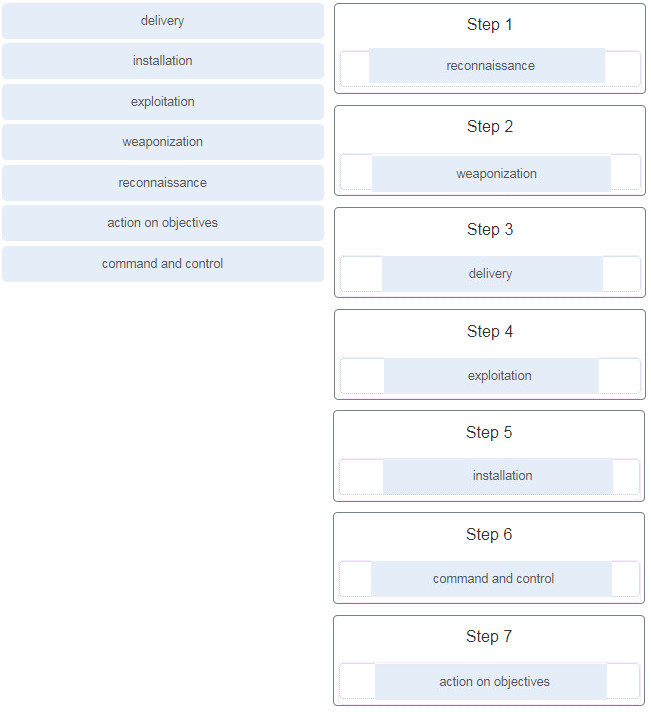 delivery
installation
exploitation
weaponization
reconnaissance
action on objectives
command and control
Step 1
reconnaissance
Step 2
weaponization
Step 3
delivery
Step 4
exploitation
Step 5
installation
Step 6
command and control
Step 7
action on objectives